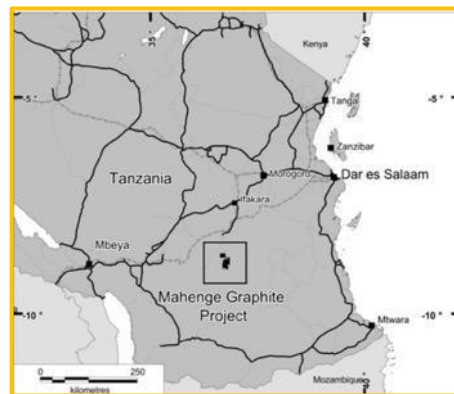 35
40
Kenya
-5
-5
Tanga
Zanzibar
Morogoro
Dar es Salaam
Tanzania
Ifakara
Mbeya
Mahenge Graphite
Project
-10
-10
Mtwara
0
250
kilometres
Mozambique
40